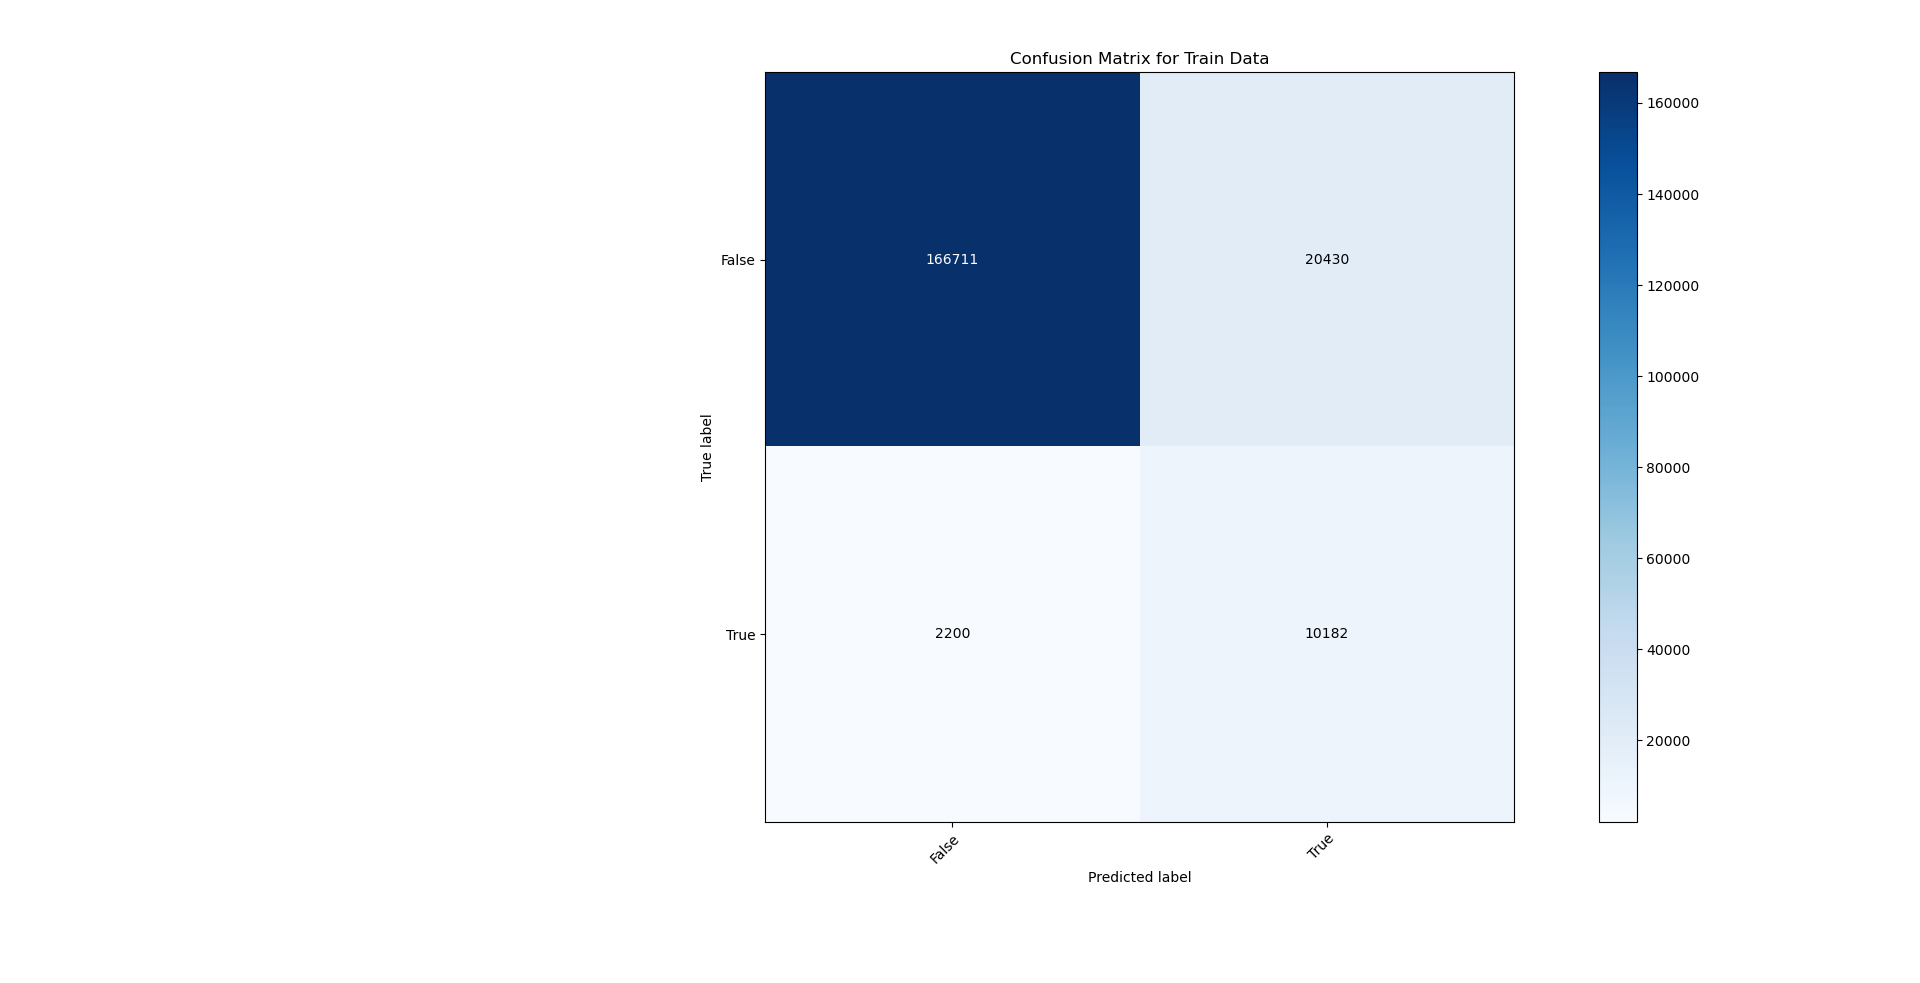 Confusion Matrix for Train Data
160000
140000
120000
100000
80000
60000
40000
20000
True label
False
166711
20430
True
2200
10182
False
True
Predicted label